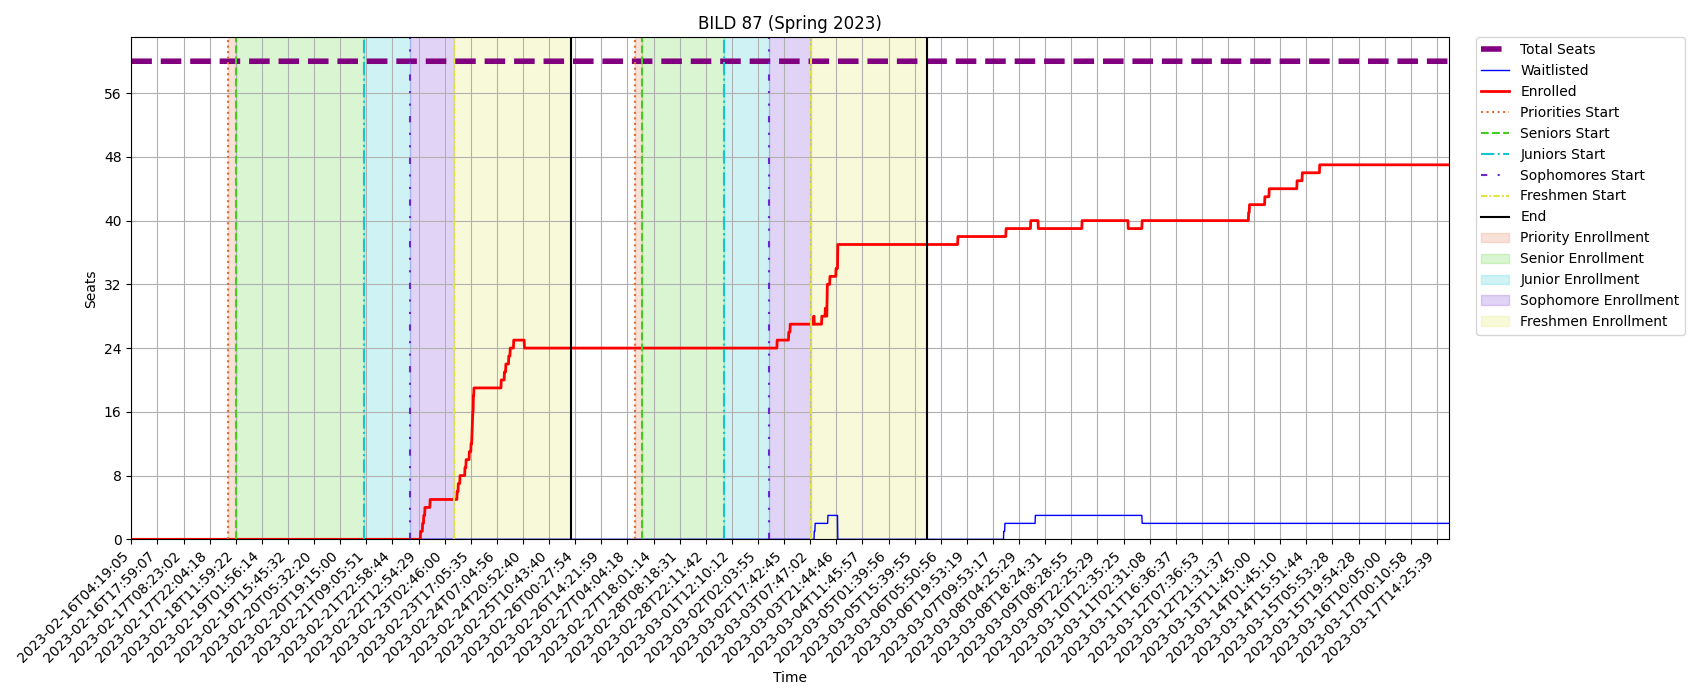 BILD 87 (Spring 2023)
Seats
56
48
40
32
24
16
8
0
2023-02-16T04:19:05
2023-02-16T17:59:07
2023-02-17T08:23:02
2023-02-17T22:04:18
2023-02-18T11:59:22
2023-02-19T01:56:14
2023-02-19T15:45:32
2023-02-20T05:32:20
2023-02-20T19:15:00
2023-02-21T09:05:51
2023-02-21T22:58:44
2023-02-22T12:54:29
2023-02-23T02:46:00
2023-02-23T17:05:35
2023-02-24T07:04:56
2023-02-24T20:52:40
2023-02-25T10:43:40
2023-02-26T00:27:54
2023-02-26T14:21:59
2023-02-27T04:04:18
2023-02-27T18:01:14
2023-02-28T08:18:31
2023-02-28T22:11:42
2023-03-01T12:10:12
2023-03-02T02:03:55
2023-03-02T17:42:45
2023-03-03T07:47:02
2023-03-03T21:44:46
2023-03-04T11:45:57
2023-03-05T01:39:56
2023-03-05T15:39:55
2023-03-06T05:50:56
2023-03-06T19:53:19
2023-03-07T09:53:17
2023-03-08T04:25:29
2023-03-08T18:24:31
2023-03-09T08:28:55
2023-03-09T22:25:29
2023-03-10T12:35:25
2023-03-11T02:31:08
2023-03-11T16:36:37
2023-03-12T07:36:53
2023-03-12T21:31:37
2023-03-13T11:45:00
2023-03-14T01:45:10
2023-03-14T15:51:44
2023-03-15T05:53:28
2023-03-15T19:54:28
2023-03-16T10:05:00
2023-03-17T00:10:58
2023-03-17T14:25:39
Time
Total Seats
Waitlisted
Enrolled
Priorities Start
Seniors Start
Juniors Start
Sophomores Start
Freshmen Start
End
Priority Enrollment
Senior Enrollment
Junior Enrollment
Sophomore Enrollment
Freshmen Enrollment